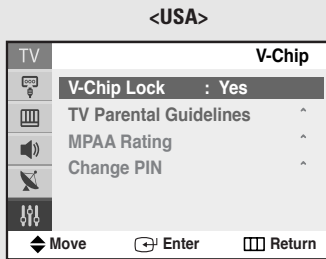 <USA>
TV V-Chip
V-Chip Lock : Yes
TV Parental Guidelines
MPAA Rating
Change PIN
Move Enter Return